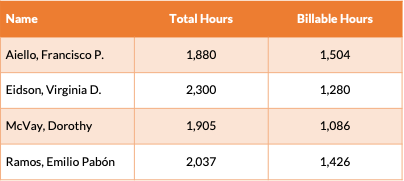 Name Total Hours Billable Hours
Aiello, Francisco P. 1,880 1,504
Eidson, Virginia D. 2,300 1,280
McVay, Dorothy 1,905 1,086
Ramos, Emilio Pabón 2,037 1,426